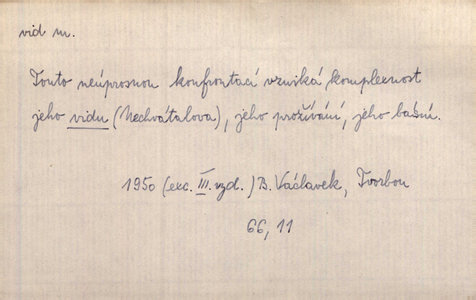 vid m.
Touto neúprosnou konfrontací vzniká komplexnost
jeho vidu (Nechvátalova), jeho prožívání, jeho básní.
1950 (exc. III. vyd.) B. Václavek, Tvorbou
66, 11